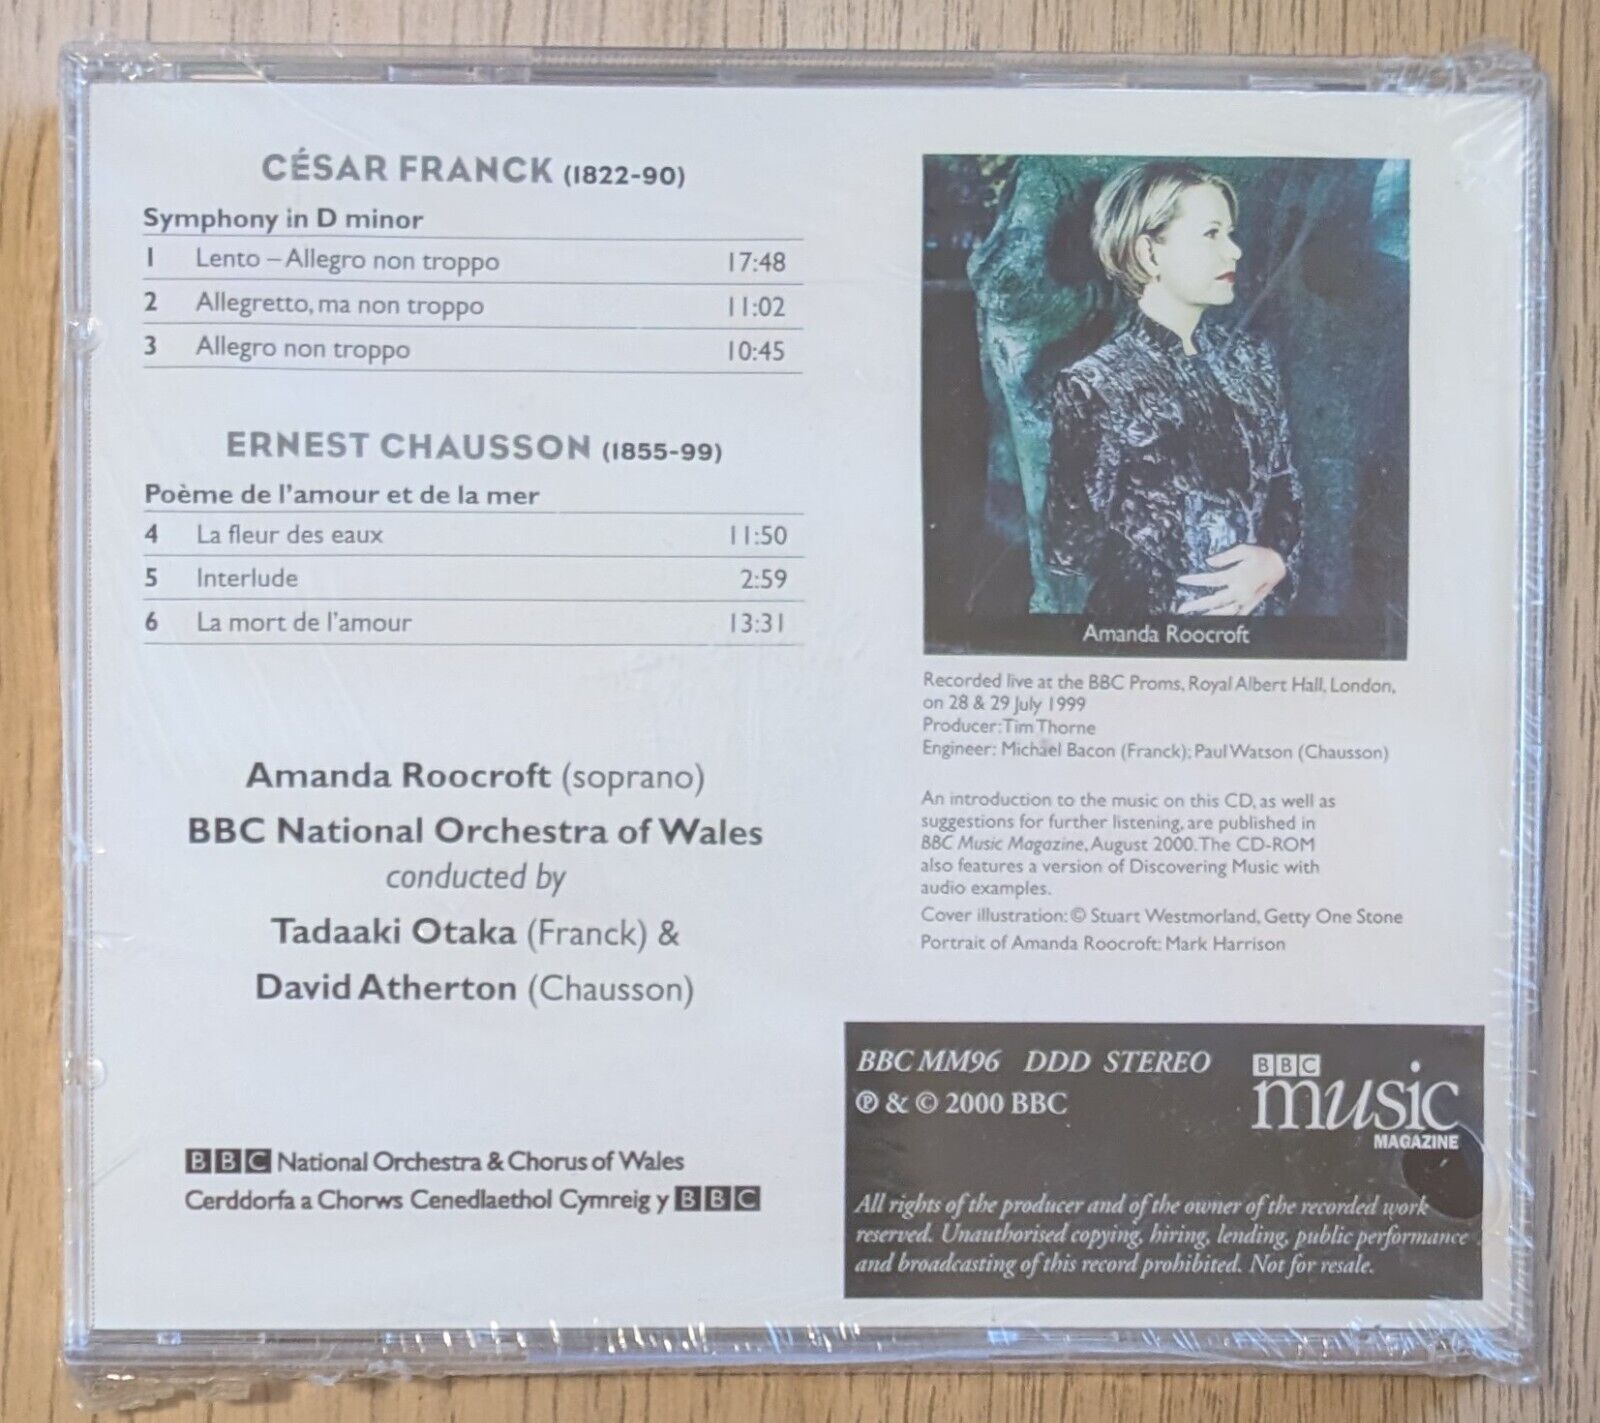 CÉSAR FRANCK (1822-90)
Symphony in D minor
1 Lento – Allegro non troppo 17:48
2 Allegretto, ma non troppo 11:02
3 Allegro non troppo 10:45
ERNEST CHAUSSON (1855-99)
Poème de l'amour et de la mer
4 La fleur des eaux 11:50
5 Interlude 2:59
6 La mort de l'amour 13:31
Amanda Roocroft (soprano)
BBC National Orchestra of Wales
conducted by
Tadaaki Otaka (Franck) &
David Atherton (Chausson)
BBC National Orchestra & Chorus of Wales
Cerddorfa a Chorws Cenedlaethol Cymreig y BBC
Amanda Roocroft
Recorded live at the BBC Proms, Royal Albert Hall, London,
on 28 & 29 July 1999
Producer: Tim Thorne
Engineer: Michael Bacon (Franck); Paul Watson (Chausson)
An introduction to the music on this CD, as well as
suggestions for further listening, are published in
BBC Music Magazine, August 2000. The CD-ROM
also features a version of Discovering Music with
audio examples.
Cover illustration: © Stuart Westmorland, Getty One Stone
Portrait of Amanda Roocroft: Mark Harrison
BBC MM96 DDD STEREO
℗ & © 2000 BBC
BBC
music
MAGAZINE
All rights of the producer and of the owner of the recorded work
reserved. Unauthorised copying, hiring, lending, public performance
and broadcasting of this record prohibited. Not for resale.